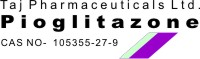 Taj Pharmaceuticals Ltd.
Pioglitazone
CAS NO- 105355-27-9